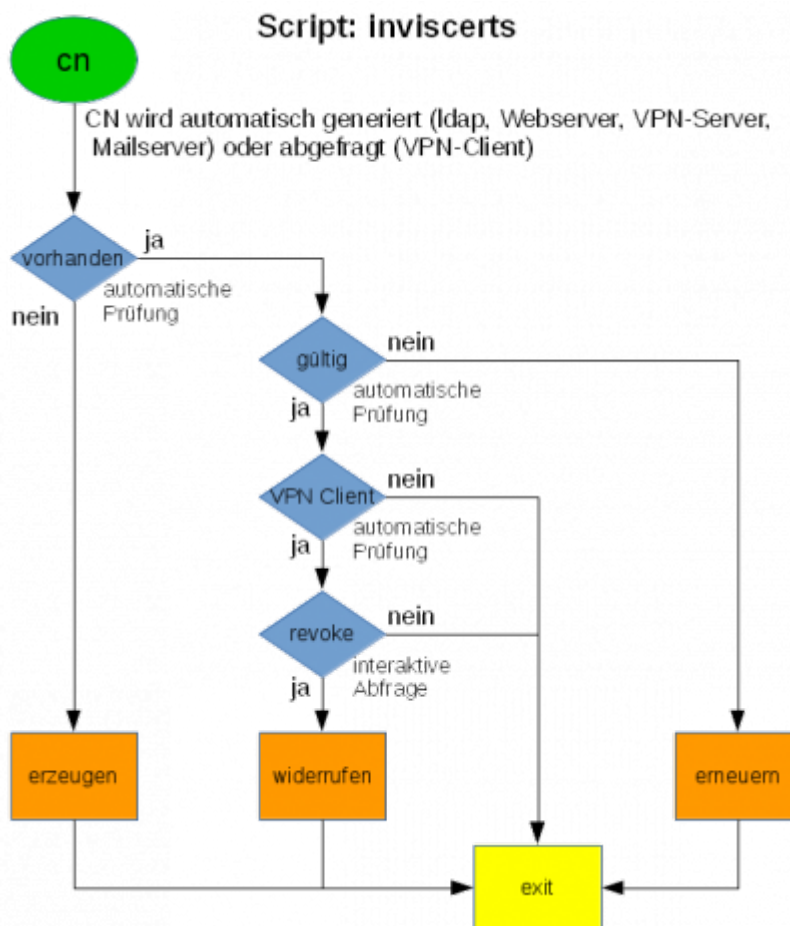 Script: inviscerts
cn
CN wird automatisch generiert (ldap, Webserver, VPN-Server,
Mailserver) oder abgefragt (VPN-Client)
ja
vorhanden
automatische
Prüfung
nein
nein
gültig
automatische
Prüfung
ja
nein
VPN Client
automatische
Prüfung
ja
nein
revoke
interaktive
Abfrage
ja
erzeugen
widerrufen
erneuern
exit